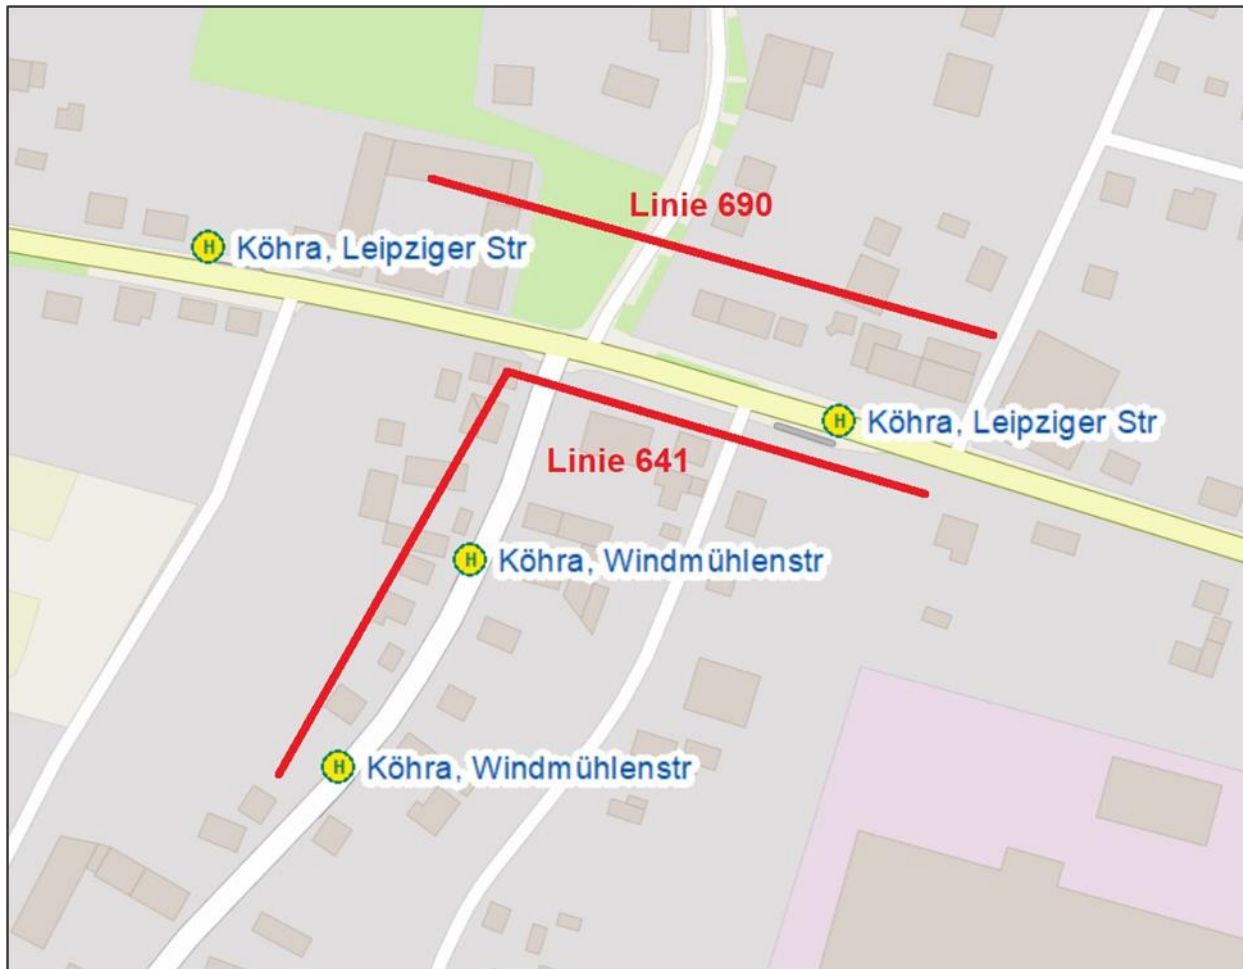 Linie 690
H Köhra, Leipziger Str
H Köhra, Leipziger Str
Linie 641
H Köhra, Windmühlenstr
H Köhra, Windmühlenstr